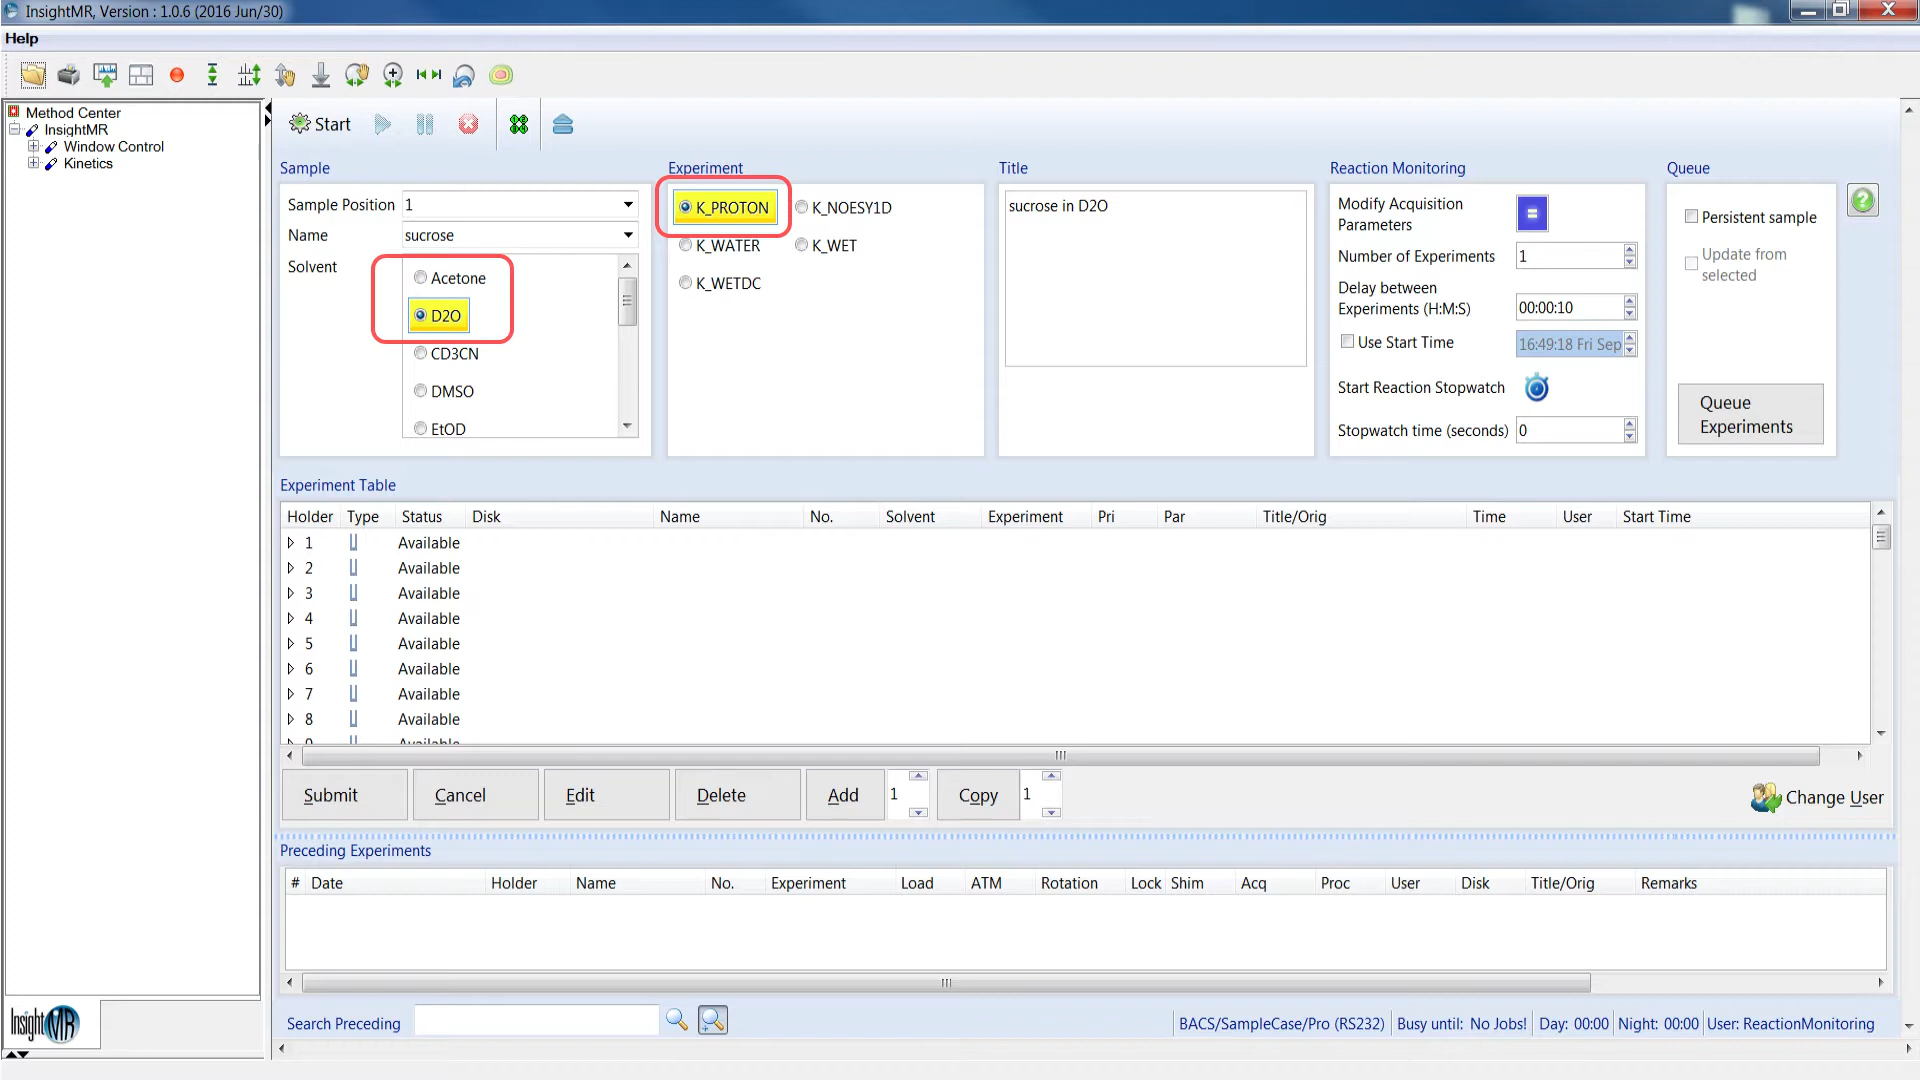 InsightMR, Version : 1.0.6 (2016 Jun/30)
Help
Method Center
InsightMR
Window Control
Kinetics
Start
Sample
Sample Position 1
Name sucrose
Solvent
Acetone
D2O
CD3CN
DMSO
EtOD
Experiment
K_PROTON K_NOESY1D
K_WATER K_WET
K_WETDC
Title
sucrose in D2O
Reaction Monitoring
Modify Acquisition
Parameters
Number of Experiments 1
Delay between
Experiments (H:M:S) 00:00:10
Use Start Time 16:49:18 Fri Sep
Start Reaction Stopwatch
Stopwatch time (seconds) 0
Queue
Persistent sample
Update from
selected
Queue
Experiments
Experiment Table
Holder Type Status Disk Name No. Solvent Experiment Pri Par Title/Orig Time User Start Time
1 Available
2 Available
3 Available
4 Available
5 Available
6 Available
7 Available
8 Available
9 Available
Submit Cancel Edit Delete Add 1 Copy 1 Change User
Preceding Experiments
# Date Holder Name No. Experiment Load ATM Rotation Lock Shim Acq Proc User Disk Title/Orig Remarks
InsightMR
Search Preceding
BACS/SampleCase/Pro (RS232) Busy until: No Jobs! Day: 00:00 Night: 00:00 User: ReactionMonitoring